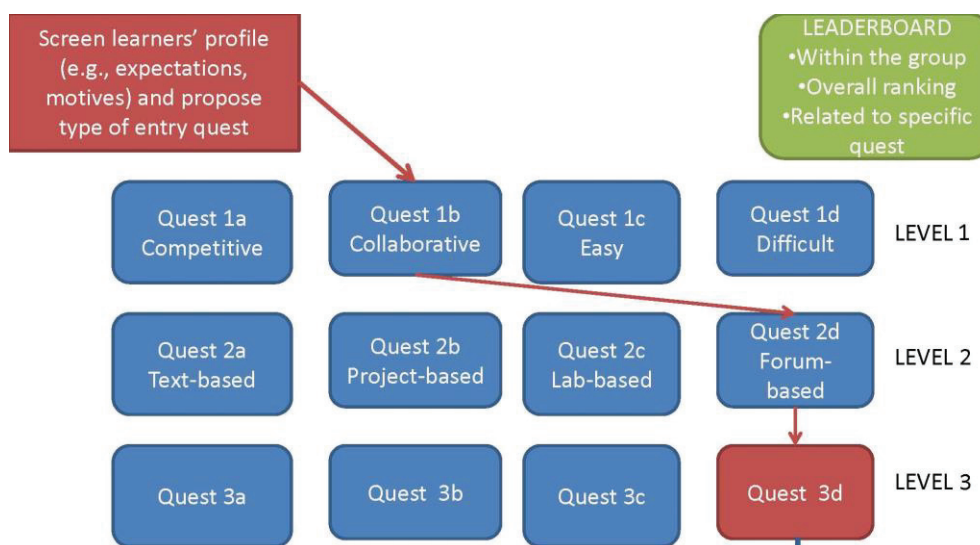 Screen learners' profile
(e.g., expectations,
motives) and propose
type of entry quest
LEADERBOARD
•Within the group
•Overall ranking
•Related to specific
quest
Quest 1a
Competitive
Quest 1b
Collaborative
Quest 1c
Easy
Quest 1d
Difficult
LEVEL 1
Quest 2a
Text-based
Quest 2b
Project-based
Quest 2c
Lab-based
Quest 2d
Forum-
based
LEVEL 2
Quest 3a
Quest 3b
Quest 3c
Quest 3d
LEVEL 3